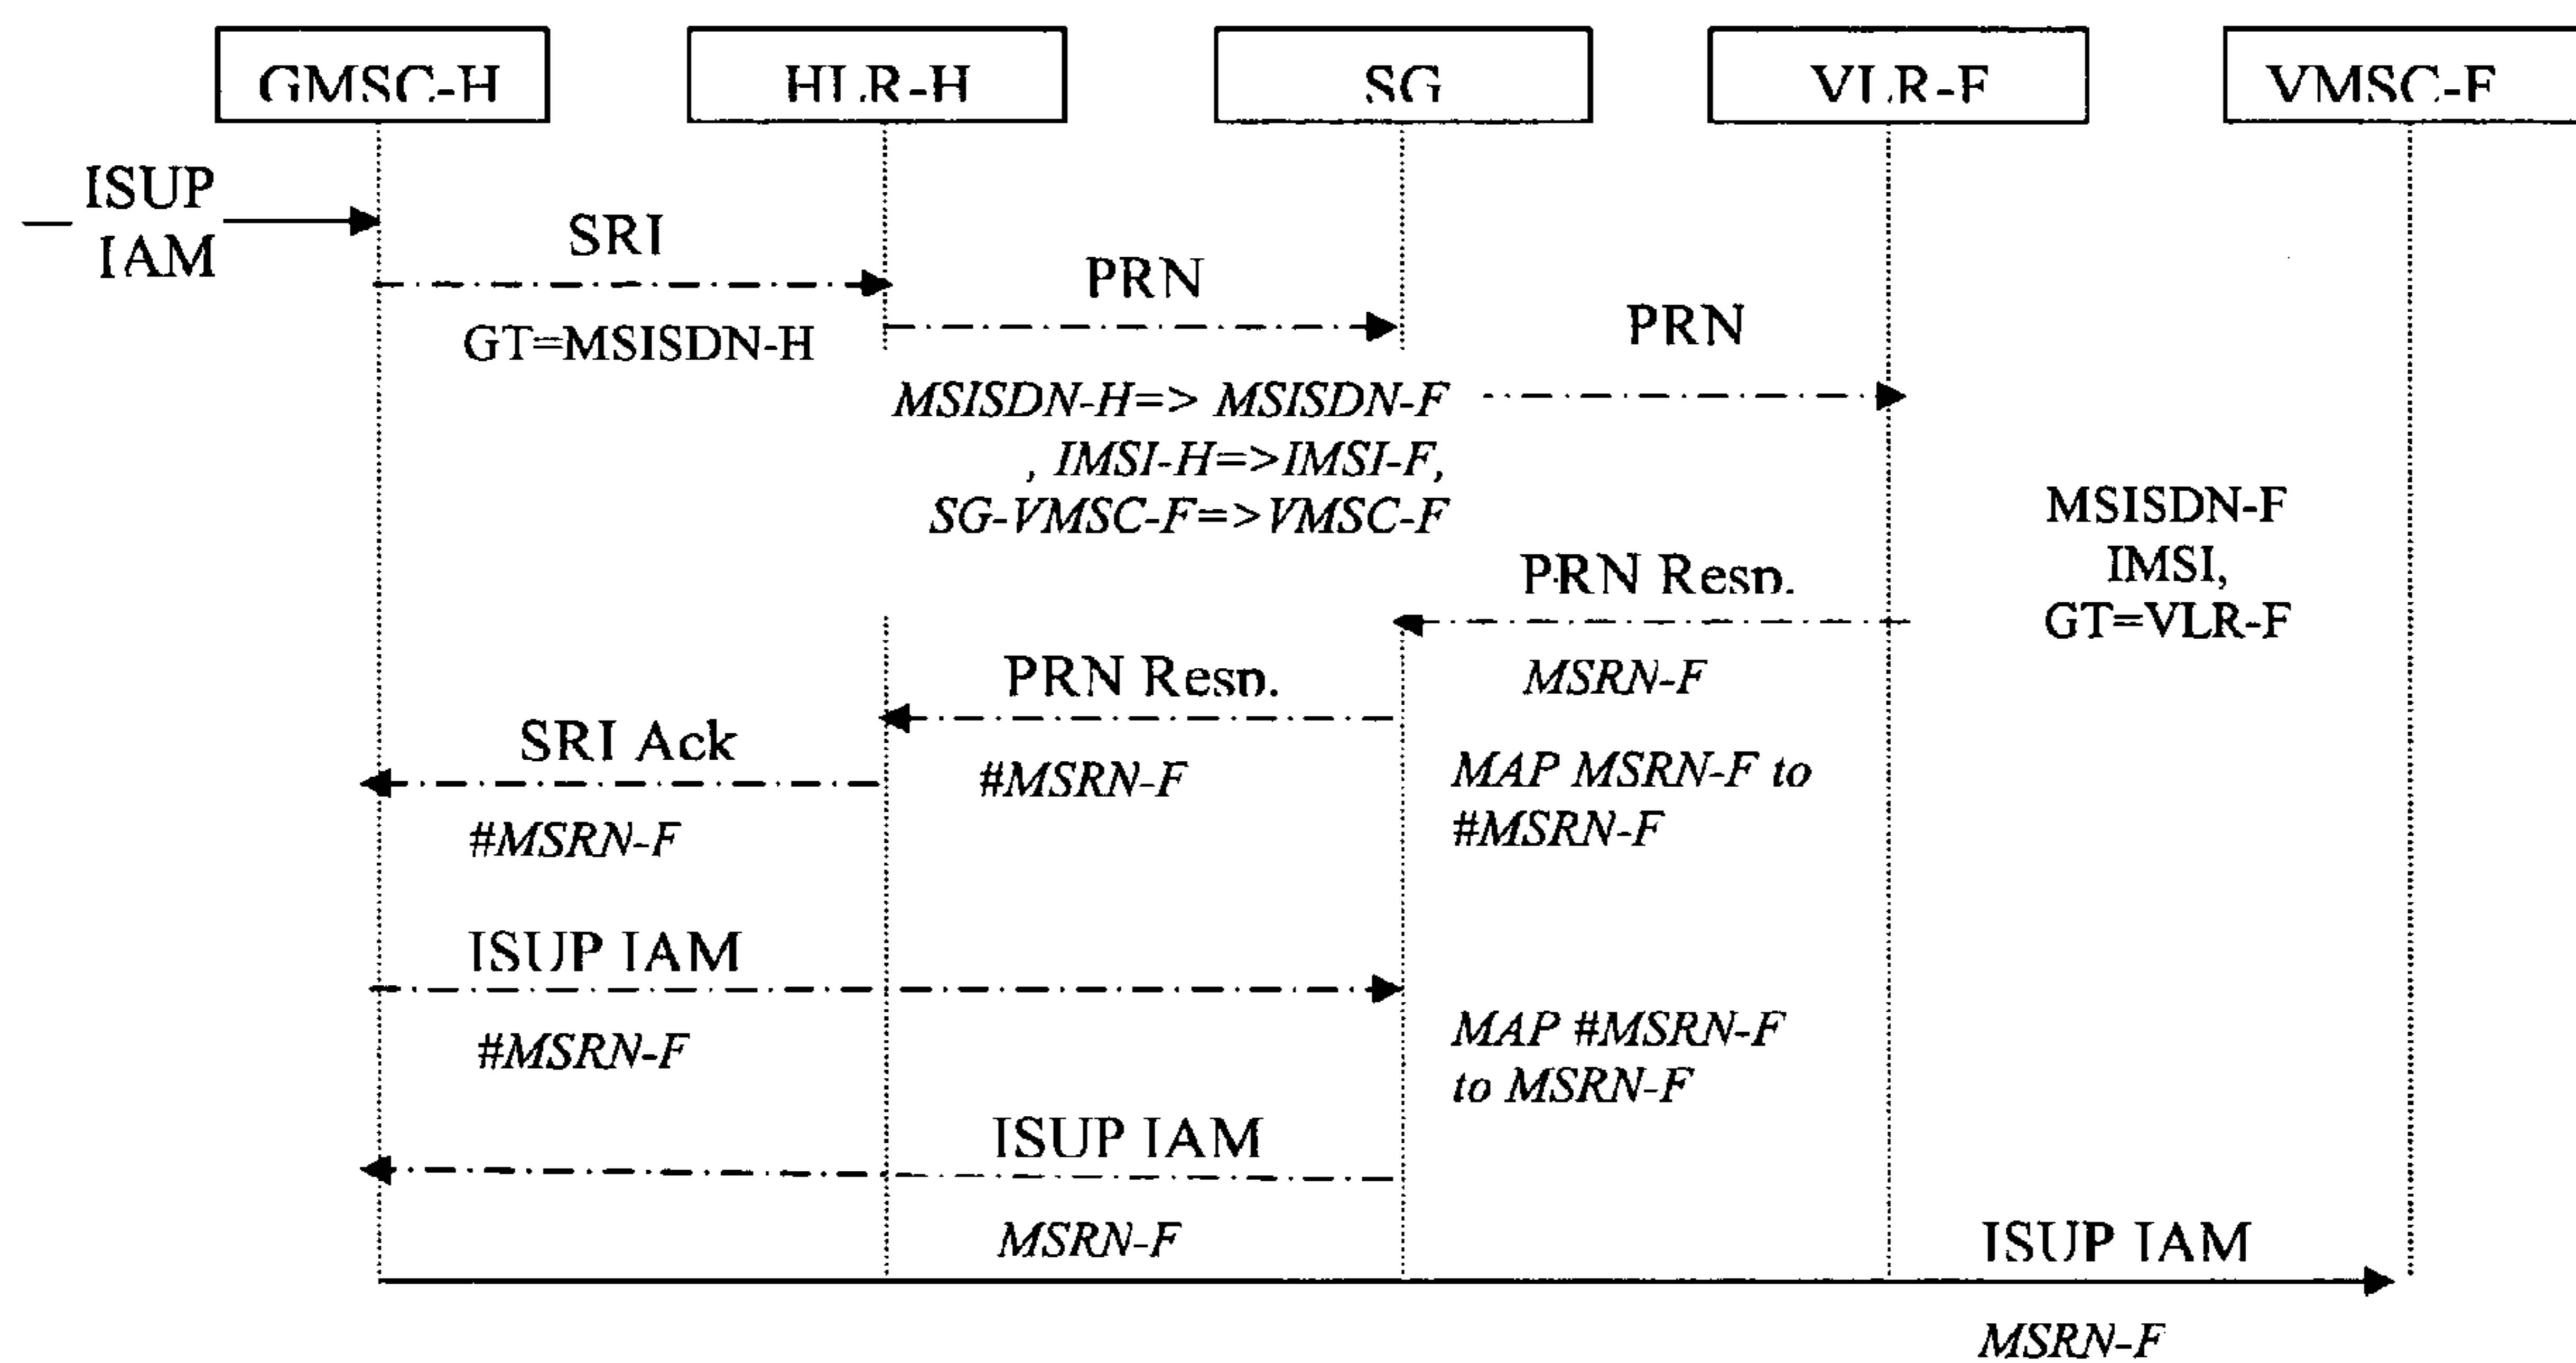 GMSC-H
HLR-H
SG
VLR-F
VMSC-F
ISUP
IAM
SRI
GT=MSISDN-H
PRN
PRN
MSISDN-H=> MSISDN-F
, IMSI-H=>IMSI-F,
SG-VMSC-F=>VMSC-F
MSISDN-F
IMSI,
GT=VLR-F
PRN Resp.
MSRN-F
PRN Resp.
#MSRN-F
MAP MSRN-F to
#MSRN-F
SRI Ack
#MSRN-F
ISUP IAM
#MSRN-F
MAP #MSRN-F
to MSRN-F
ISUP IAM
MSRN-F
ISUP IAM
MSRN-F